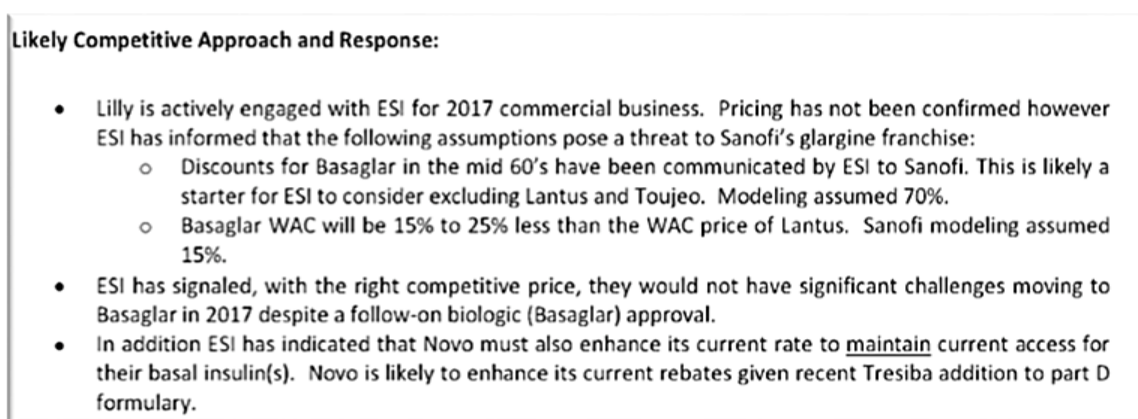 Likely Competitive Approach and Response:
• Lilly is actively engaged with ESI for 2017 commercial business. Pricing has not been confirmed however
ESI has informed that the following assumptions pose a threat to Sanofi's glargine franchise:
o Discounts for Basaglar in the mid 60's have been communicated by ESI to Sanofi. This is likely a
starter for ESI to consider excluding Lantus and Toujeo. Modeling assumed 70%.
o Basaglar WAC will be 15% to 25% less than the WAC price of Lantus. Sanofi modeling assumed
15%.
• ESI has signaled, with the right competitive price, they would not have significant challenges moving to
Basaglar in 2017 despite a follow-on biologic (Basaglar) approval.
• In addition ESI has indicated that Novo must also enhance its current rate to maintain current access for
their basal insulin(s). Novo is likely to enhance its current rebates given recent Tresiba addition to part D
formulary.